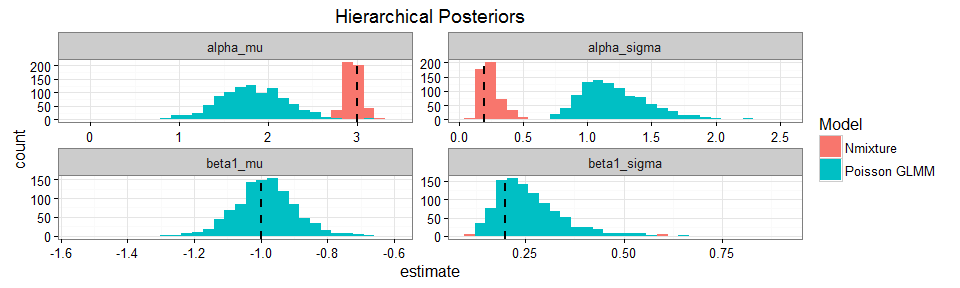 Hierarchical Posteriors
alpha_mu
alpha_sigma
200
150
100
50
0
0 1 2 3
200
150
100
50
0
0.0 0.5 1.0 1.5 2.0 2.5
count
beta1_mu
beta1_sigma
150
100
50
0
-1.6 -1.4 -1.2 -1.0 -0.8 -0.6
150
100
50
0
0.25 0.50 0.75
estimate
Model
Nmixture
Poisson GLMM